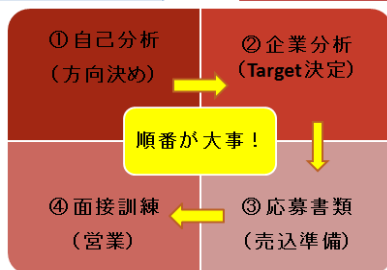 ①自己分析
(方向決め)
②企業分析
(Target決定)
順番が大事！
③応募書類
(売込準備)
④面接訓練
(営業)